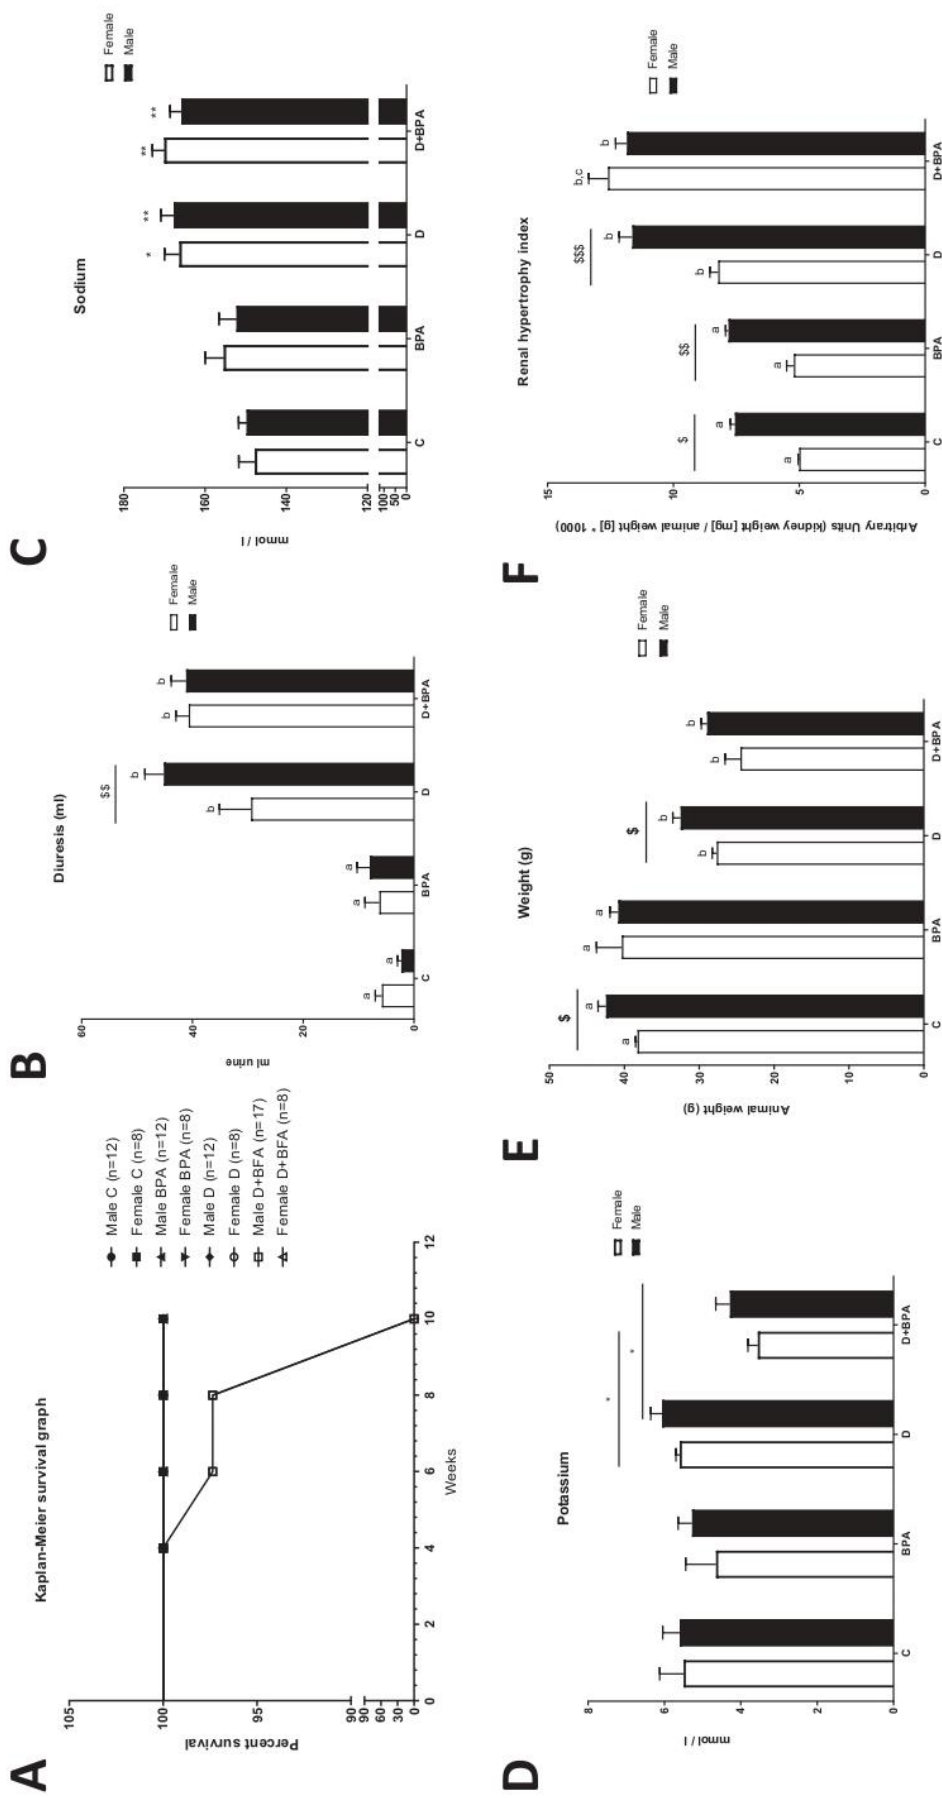 A
Kaplan-Meier survival graph
Percent survival
105
100
95
90
90
60
30
0
0
2
4
6
8
10
12
Weeks
Male C (n=12)
Female C (n=8)
Male BPA (n=12)
Female BPA (n=8)
Male D (n=12)
Female D (n=8)
Male D+BFA (n=17)
Female D+BFA (n=8)
B
Diuresis (ml)
ml urine
60
40
20
0
a
a
a
a
b
$$
b
b
b
C
BPA
D
D+BPA
Female
Male
C
Sodium
mmol / l
180
160
140
120
100
50
0
*
**
**
**
C
BPA
D
D+BPA
Female
Male
D
Potassium
mmol / l
8
6
4
2
0
*
*
C
BPA
D
D+BPA
Female
Male
E
Weight (g)
Animal weight (g)
50
40
30
20
10
0
a
$
a
a
a
b
$
b
b
b
C
BPA
D
D+BPA
Female
Male
F
Renal hypertrophy index
Arbitrary Units (kidney weight [mg] / animal weight [g] * 1000)
15
10
5
0
a
$
a
a
$$
a
b
$$$
b
b,c
b
C
BPA
D
D+BPA
Female
Male